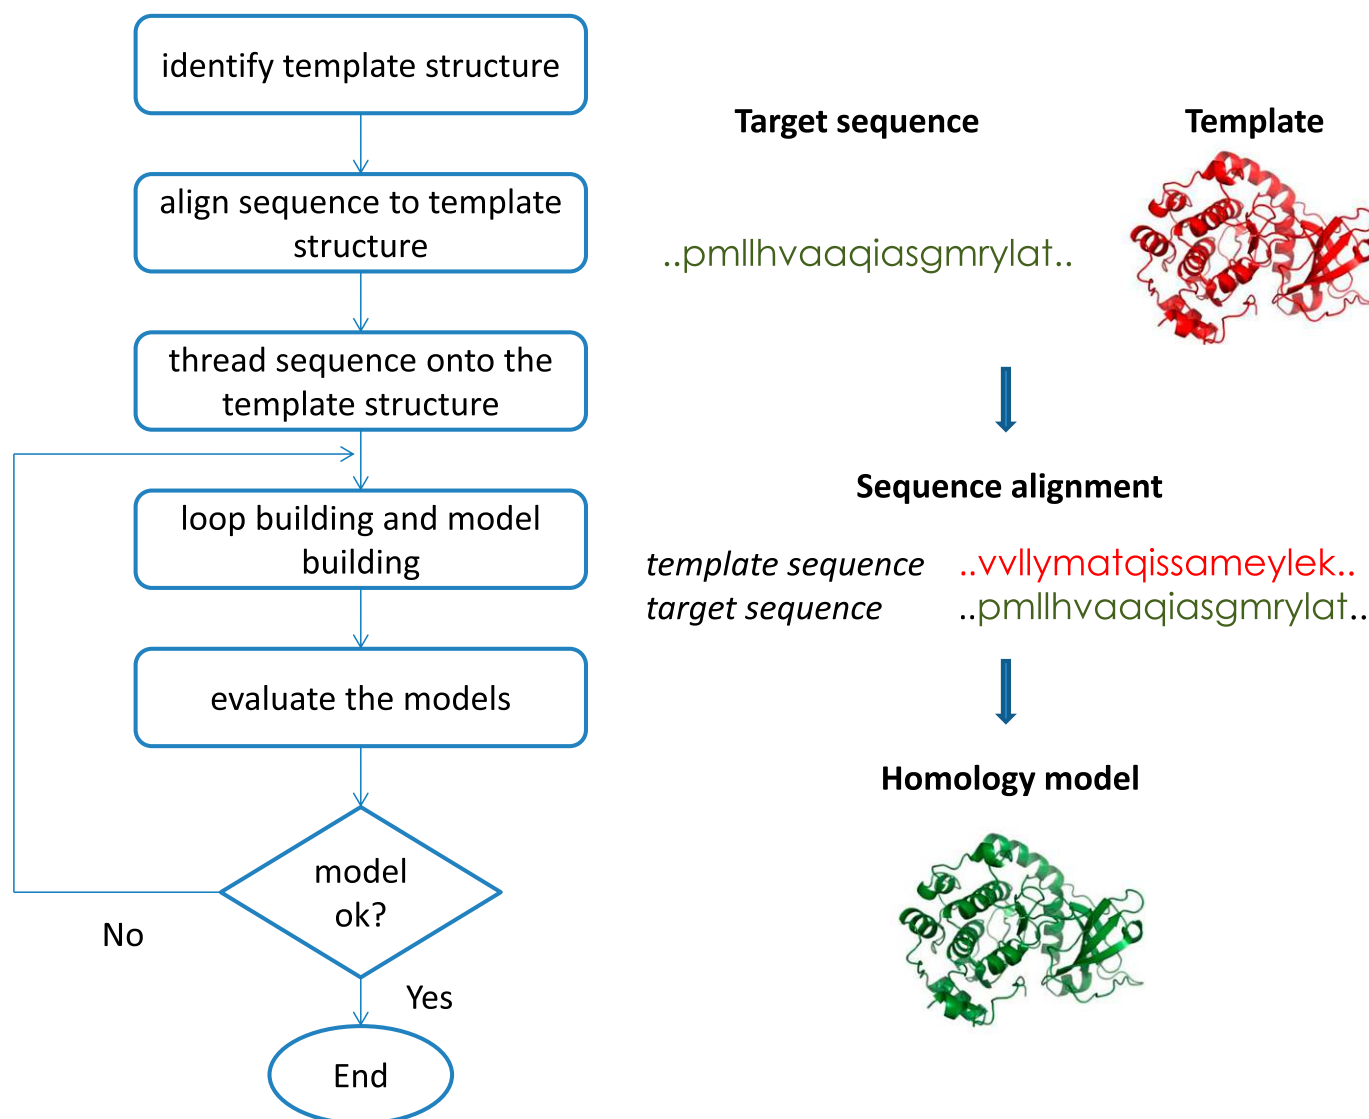 identify template structure
align sequence to template
structure
thread sequence onto the
template structure
loop building and model
building
evaluate the models
model
ok?
No
Yes
End
Target sequence
Template
..pmllhvaaqiasgmrylat..
Sequence alignment
template sequence ..vvllymatqissameylek..
target sequence ..pmllhvaaqiasgmrylat..
Homology model